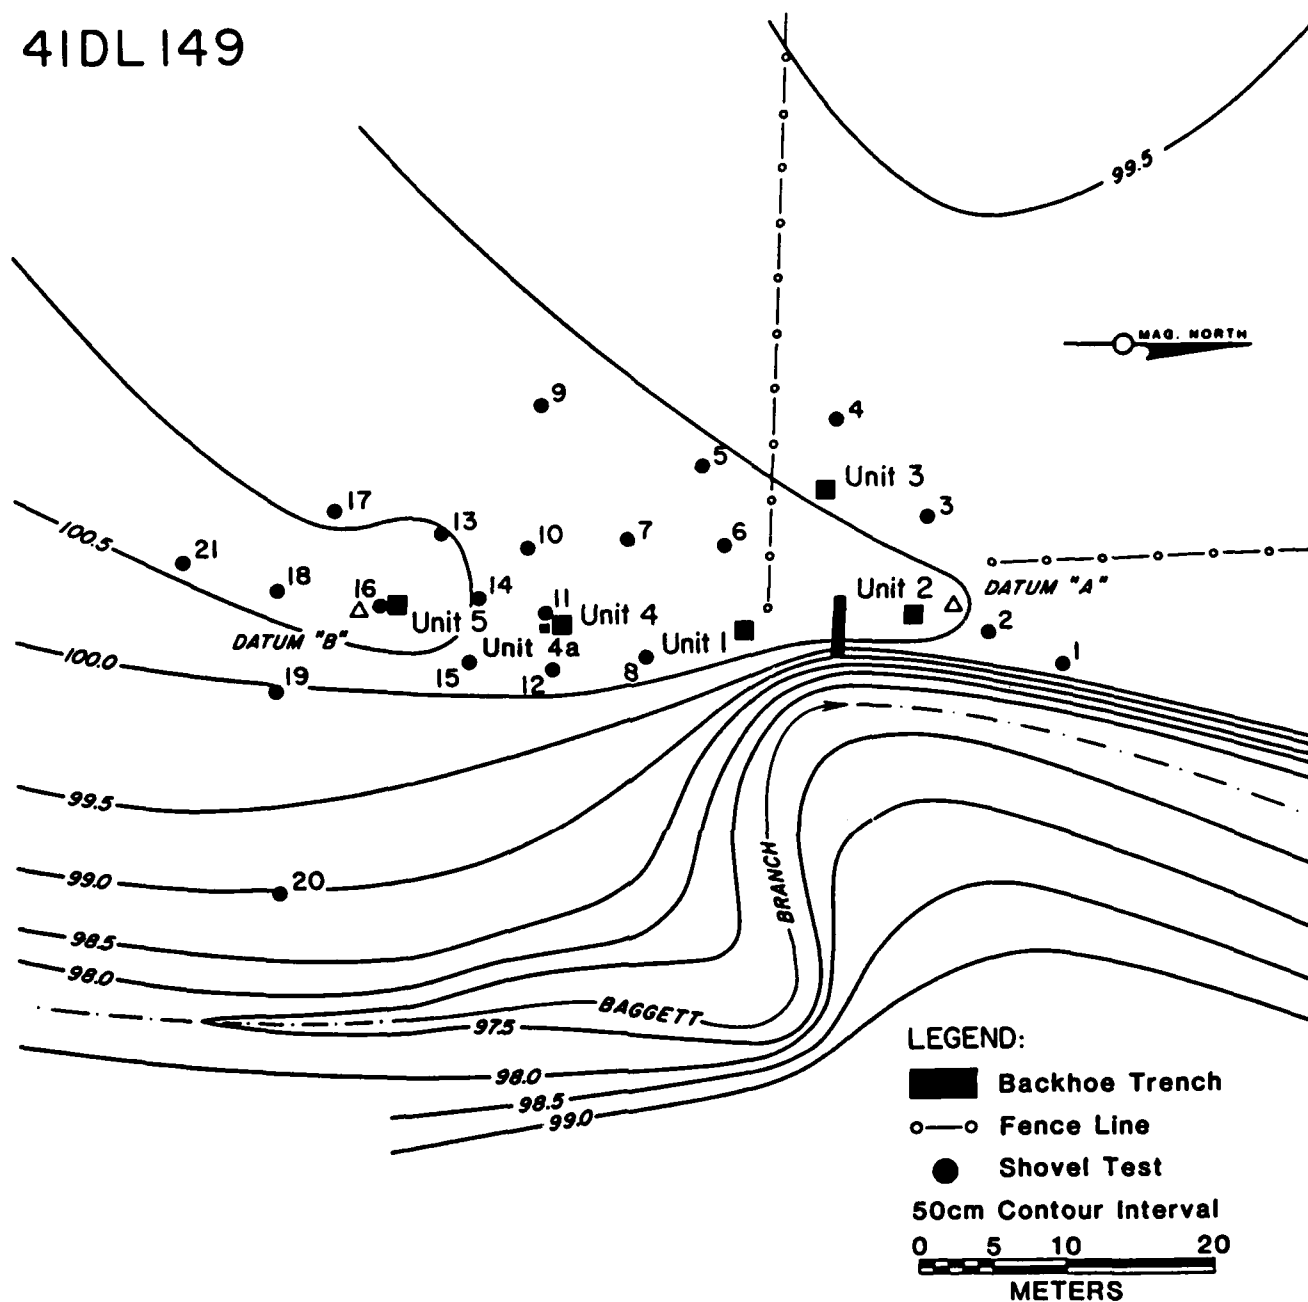 41DL149
99.5
MAG. NORTH
9
4
5
Unit 3
17
3
13
100.5
10
7
6
21
DATUM "A"
18
16
14
11
Unit 2
Unit 5
Unit 4
2
DATUM "B"
Unit 4a
Unit 1
100.0
15
12
8
1
19
99.5
99.0
20
BRANCH
98.5
98.0
BAGGETT
97.5
98.0
98.5
99.0
LEGEND:
Backhoe Trench
Fence Line
Shovel Test
50cm Contour Interval
0 5 10 20
METERS